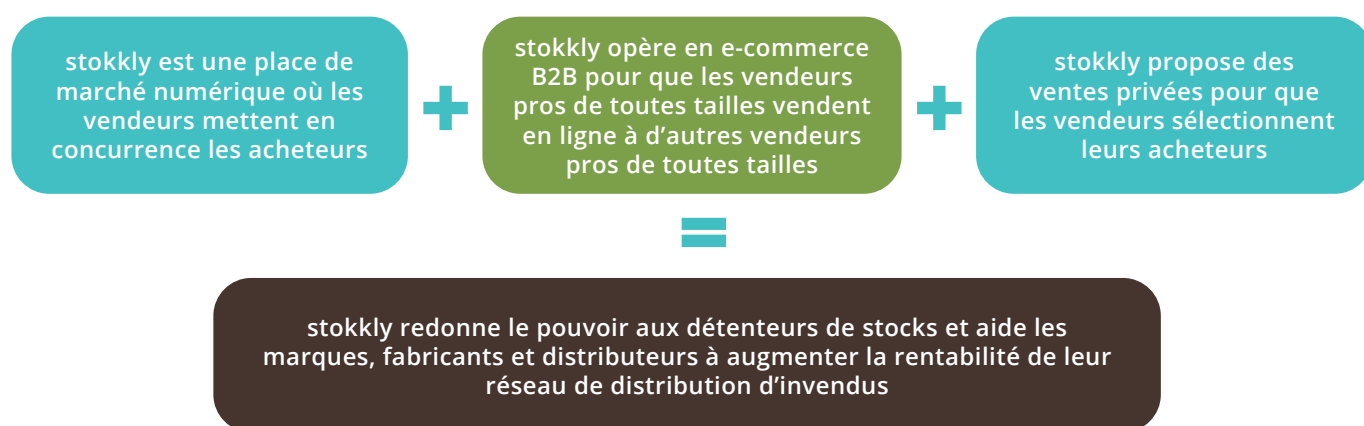 stokkly est une place de
marché numérique où les
vendeurs mettent en
concurrence les acheteurs
+
stokkly opère en e-commerce
B2B pour que les vendeurs
pros de toutes tailles vendent
en ligne à d’autres vendeurs
pros de toutes tailles
+
stokkly propose des
ventes privées pour que
les vendeurs sélectionnent
leurs acheteurs
=
stokkly redonne le pouvoir aux détenteurs de stocks et aide les
marques, fabricants et distributeurs à augmenter la rentabilité de leur
réseau de distribution d’invendus